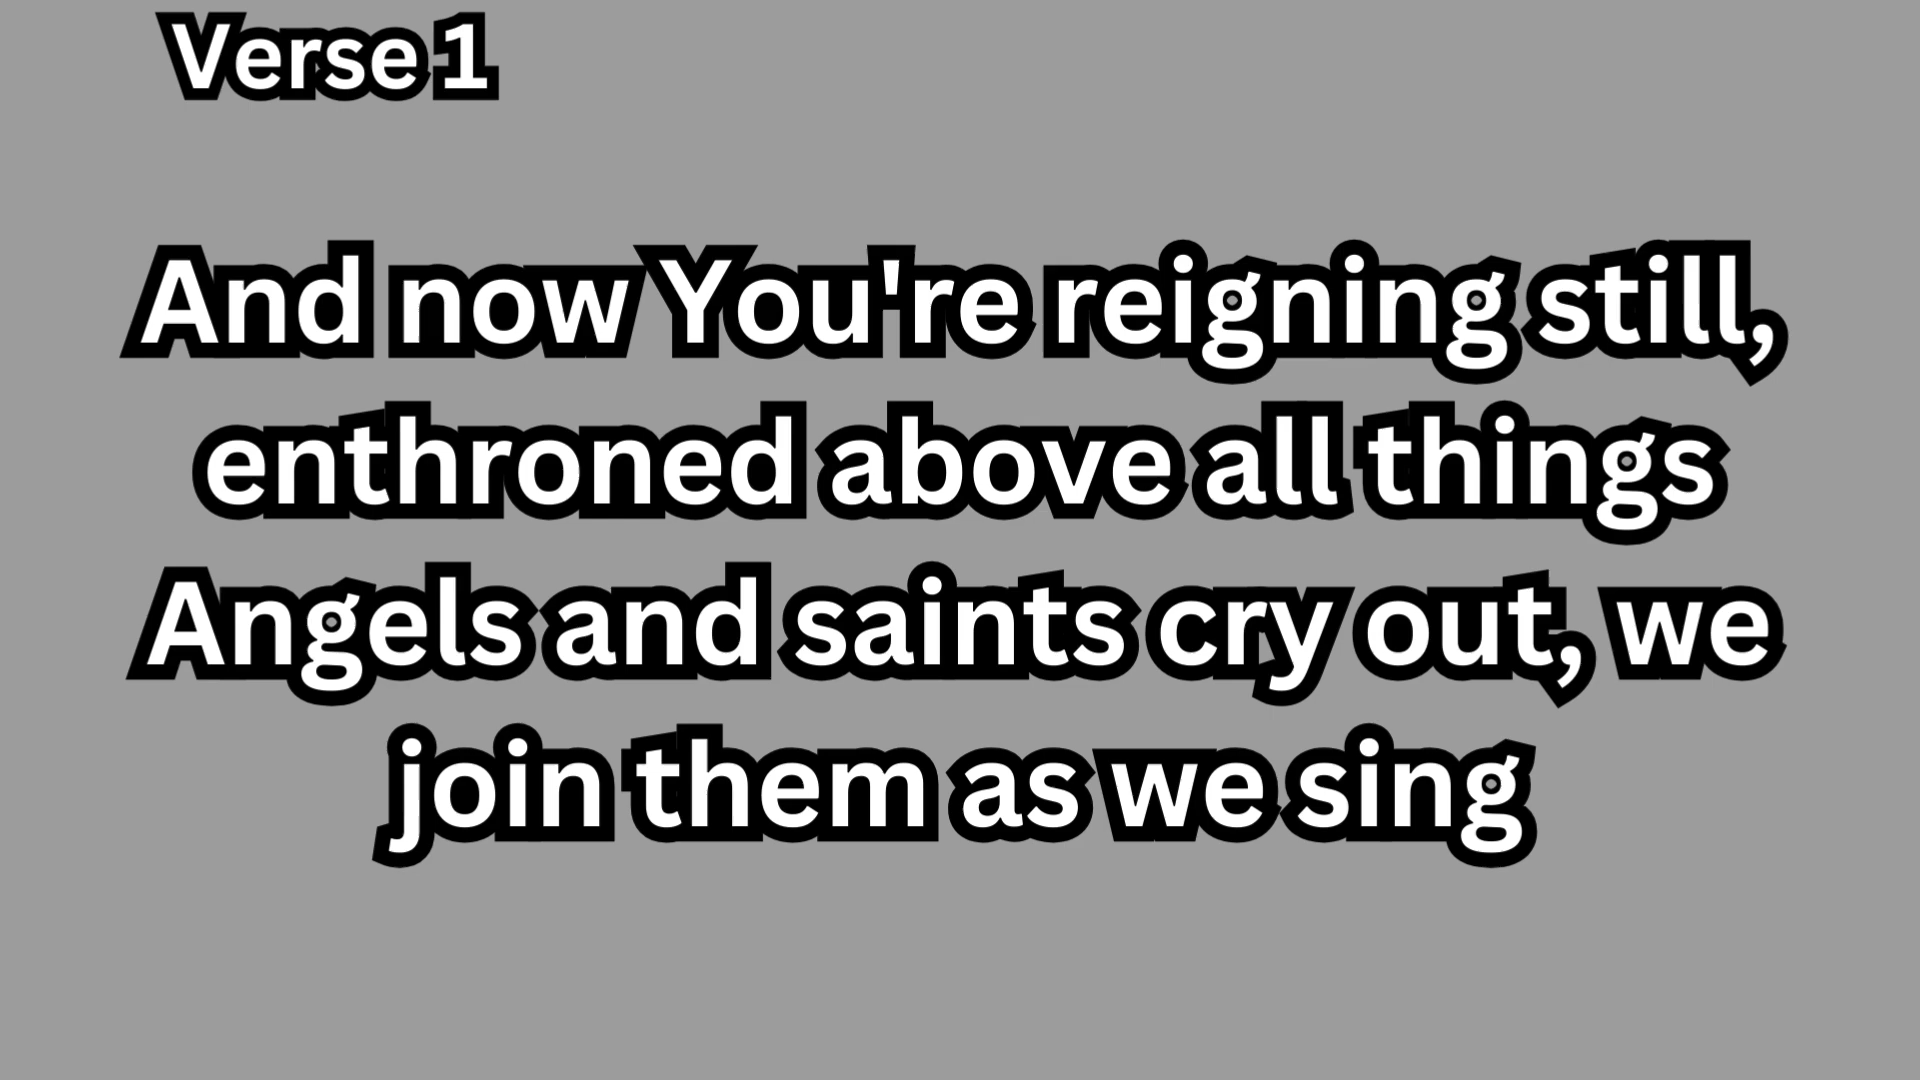 Verse 1
And now You're reigning still,
enthroned above all things
Angels and saints cry out, we
join them as we sing